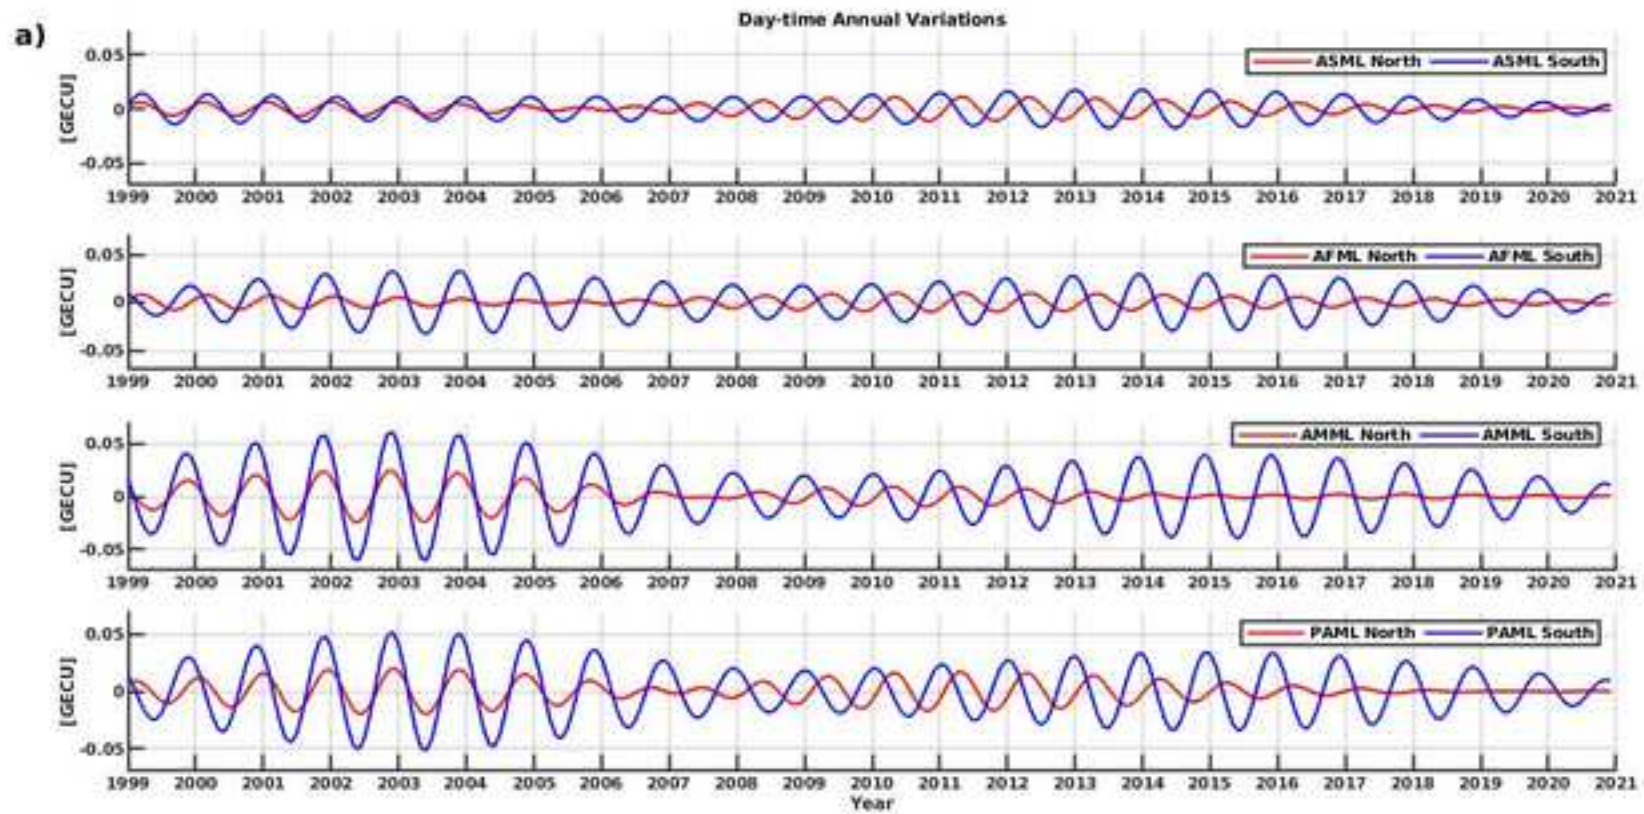 Day-time Annual Variations
a)
0.05
ASML North ASML South
[GECU]
0
-0.05
1999 2000 2001 2002 2003 2004 2005 2006 2007 2008 2009 2010 2011 2012 2013 2014 2015 2016 2017 2018 2019 2020 2021
0.05
AFML North AFML South
[GECU]
0
-0.05
1999 2000 2001 2002 2003 2004 2005 2006 2007 2008 2009 2010 2011 2012 2013 2014 2015 2016 2017 2018 2019 2020 2021
0.05
AMML North AMML South
[GECU]
0
-0.05
1999 2000 2001 2002 2003 2004 2005 2006 2007 2008 2009 2010 2011 2012 2013 2014 2015 2016 2017 2018 2019 2020 2021
0.05
PAML North PAML South
[GECU]
0
-0.05
1999 2000 2001 2002 2003 2004 2005 2006 2007 2008 2009 2010 2011 2012 2013 2014 2015 2016 2017 2018 2019 2020 2021
Year